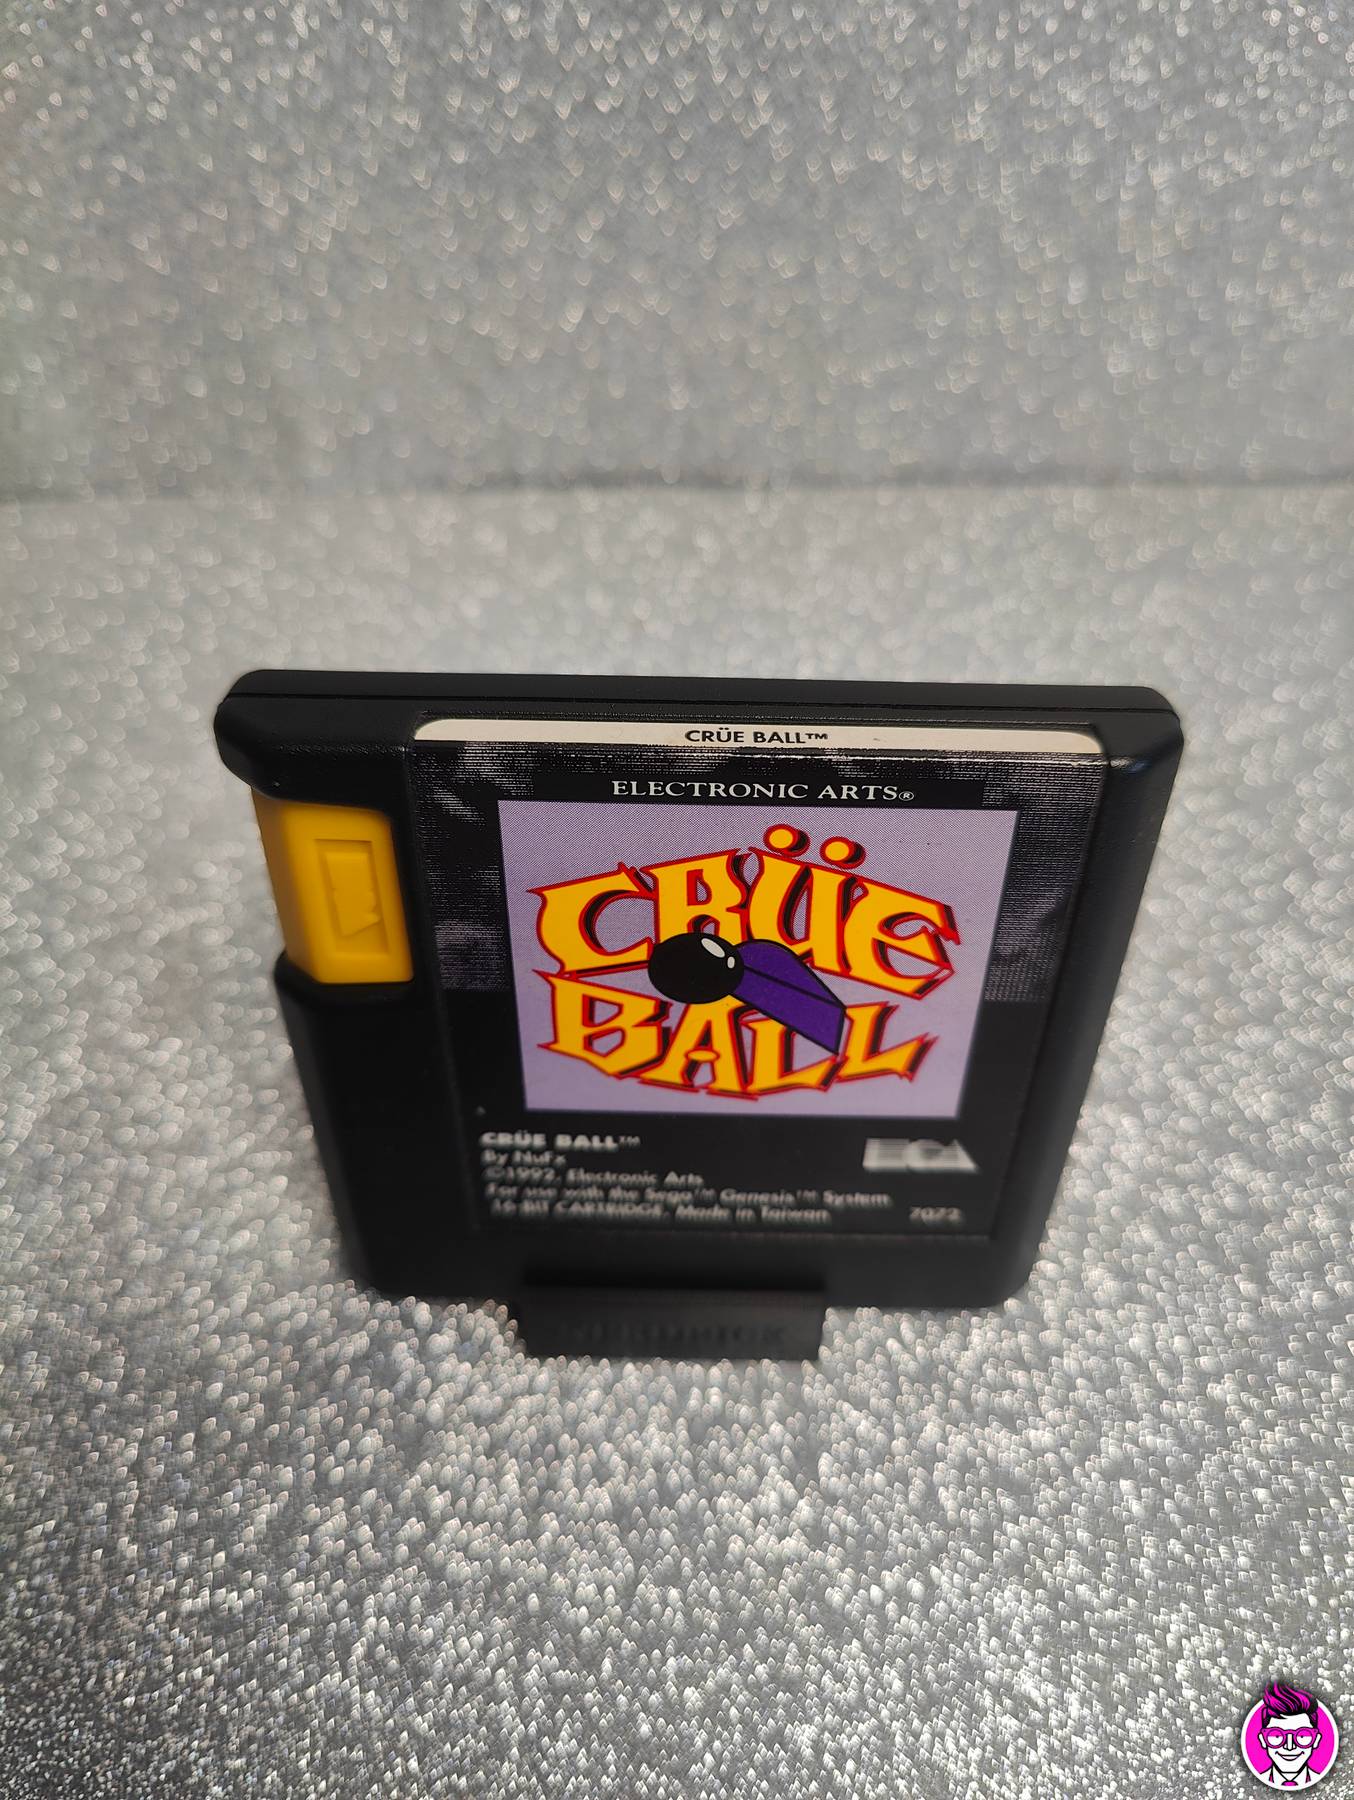 CRÜE BALL™
ELECTRONIC ARTS®
CRÜE
BALL
CRÜE BALL™
By NuFx
©1992, Electronic Arts
For use with the Sega™ Genesis™ System
16-BIT CARTRIDGE. Made in Taiwan
7072